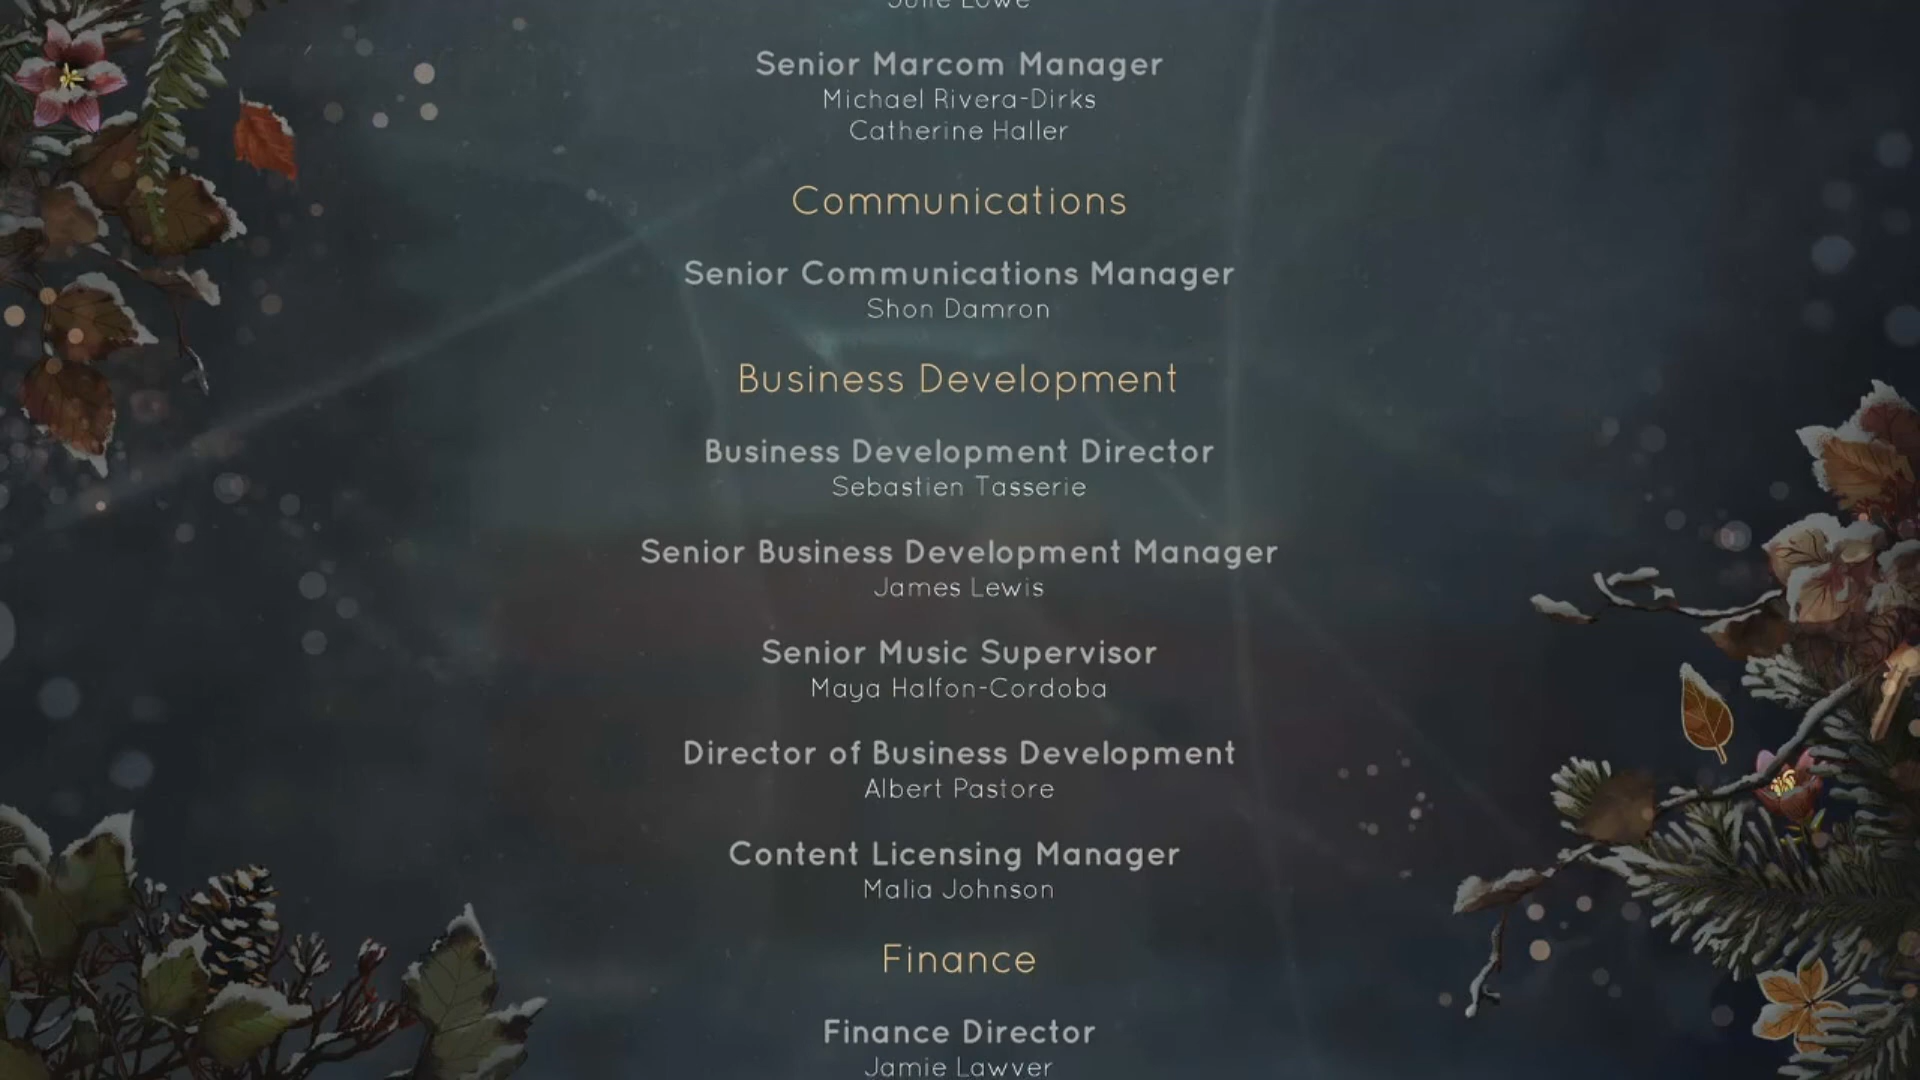 Julie Lowe
Senior Marcom Manager
Michael Rivera-Dirks
Catherine Haller
Communications
Senior Communications Manager
Shon Damron
Business Development
Business Development Director
Sebastien Tasserie
Senior Business Development Manager
James Lewis
Senior Music Supervisor
Maya Halfon-Cordoba
Director of Business Development
Albert Pastore
Content Licensing Manager
Malia Johnson
Finance
Finance Director
Jamie Lawver